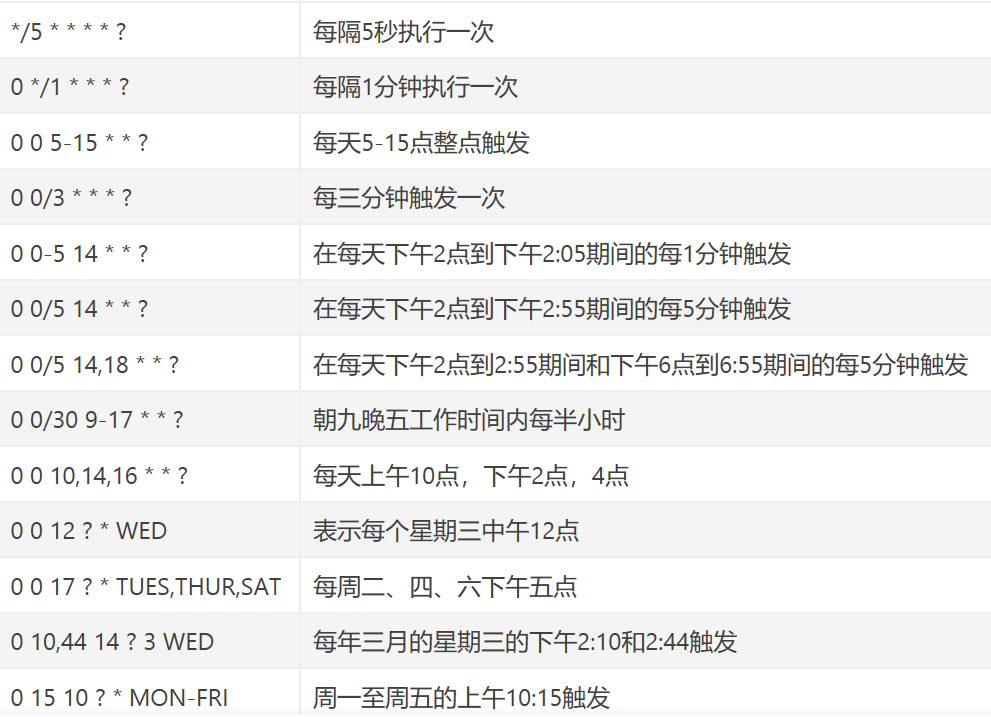 */5 * * * * ? 每隔5秒执行一次
0 */1 * * * ? 每隔1分钟执行一次
0 0 5-15 * * ? 每天5-15点整点触发
0 0/3 * * * ? 每三分钟触发一次
0 0-5 14 * * ? 在每天下午2点到下午2:05期间的每1分钟触发
0 0/5 14 * * ? 在每天下午2点到下午2:55期间的每5分钟触发
0 0/5 14,18 * * ? 在每天下午2点到2:55期间和下午6点到6:55期间的每5分钟触发
0 0/30 9-17 * * ? 朝九晚五工作时间内每半小时
0 0 10,14,16 * * ? 每天上午10点，下午2点，4点
0 0 12 ? * WED 表示每个星期三中午12点
0 0 17 ? * TUES,THUR,SAT 每周二、四、六下午五点
0 10,44 14 ? 3 WED 每年三月的星期三的下午2:10和2:44触发
0 15 10 ? * MON-FRI 周一至周五的上午10:15触发